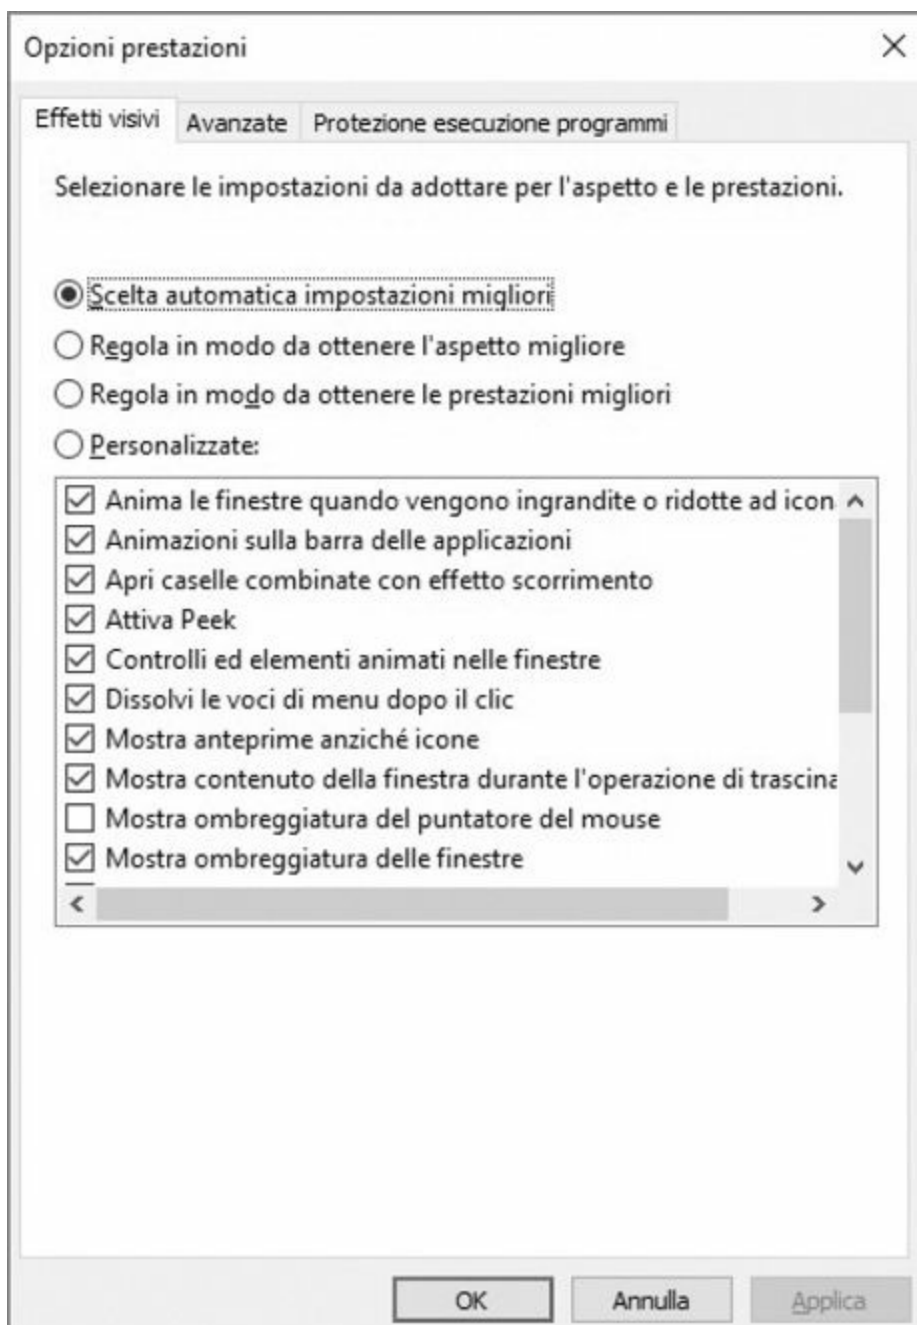 Opzioni prestazioni
Effetti visivi Avanzate Protezione esecuzione programmi
Selezionare le impostazioni da adottare per l'aspetto e le prestazioni.
Scelta automatica impostazioni migliori
Regola in modo da ottenere l'aspetto migliore
Regola in modo da ottenere le prestazioni migliori
Personalizzate:
Anima le finestre quando vengono ingrandite o ridotte ad icon
Animazioni sulla barra delle applicazioni
Apri caselle combinate con effetto scorrimento
Attiva Peek
Controlli ed elementi animati nelle finestre
Dissolvi le voci di menu dopo il clic
Mostra anteprime anziché icone
Mostra contenuto della finestra durante l'operazione di trascina
Mostra ombreggiatura del puntatore del mouse
Mostra ombreggiatura delle finestre
OK Annulla Applica